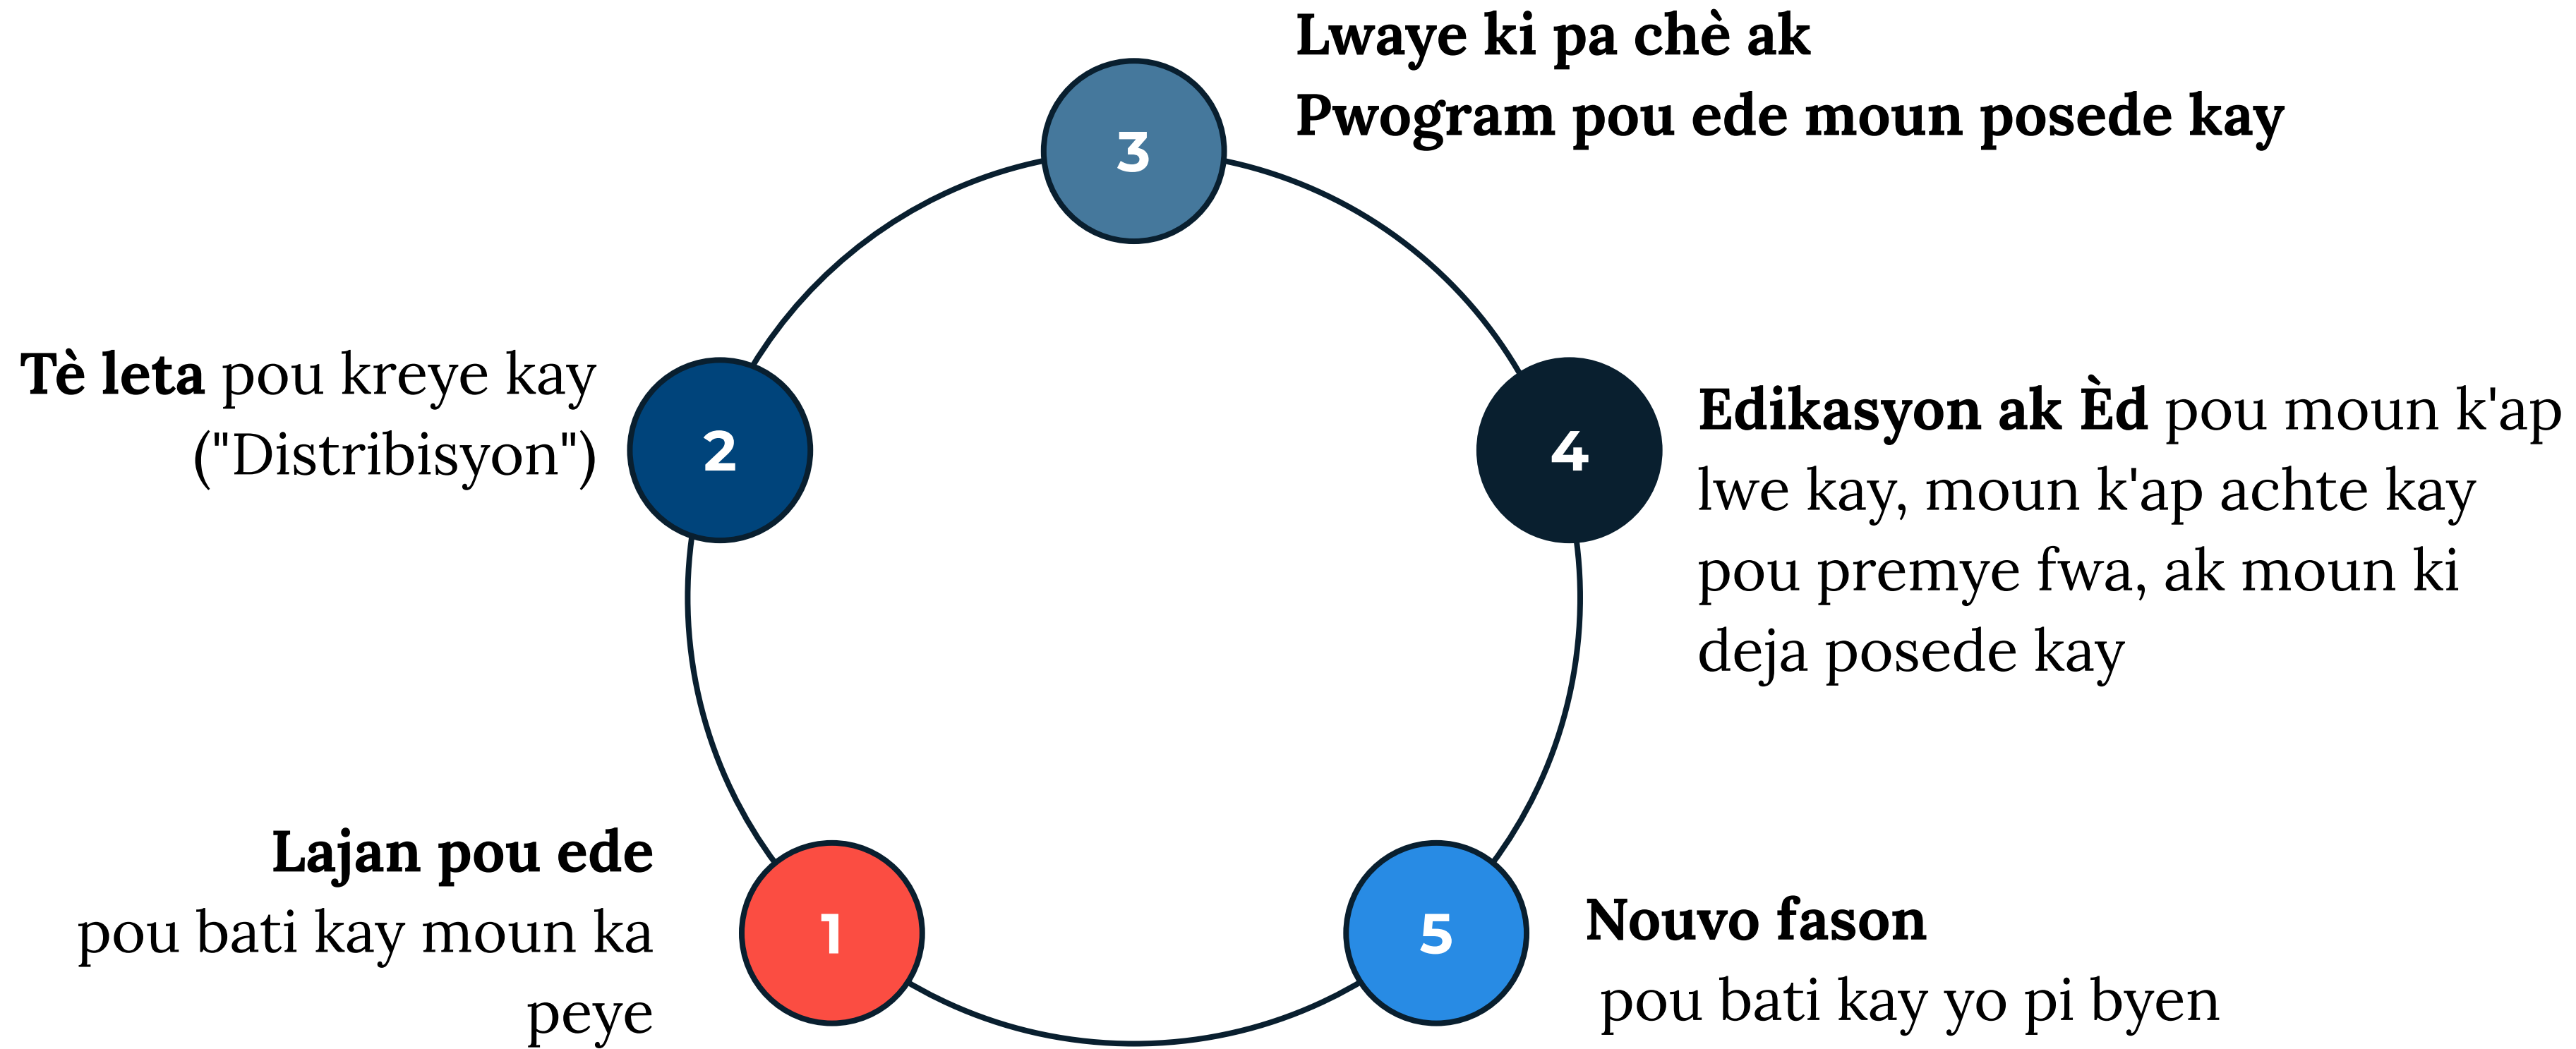 Lwaye ki pa chè ak
Pwogram pou ede moun posede kay
3
Tè leta pou kreye kay
("Distribisyon")
2
4
Edikasyon ak Èd pou moun k'ap
lwe kay, moun k'ap achte kay
pou premye fwa, ak moun ki
deja posede kay
Lajan pou ede
pou bati kay moun ka
peye
1
5
Nouvo fason
pou bati kay yo pi byen